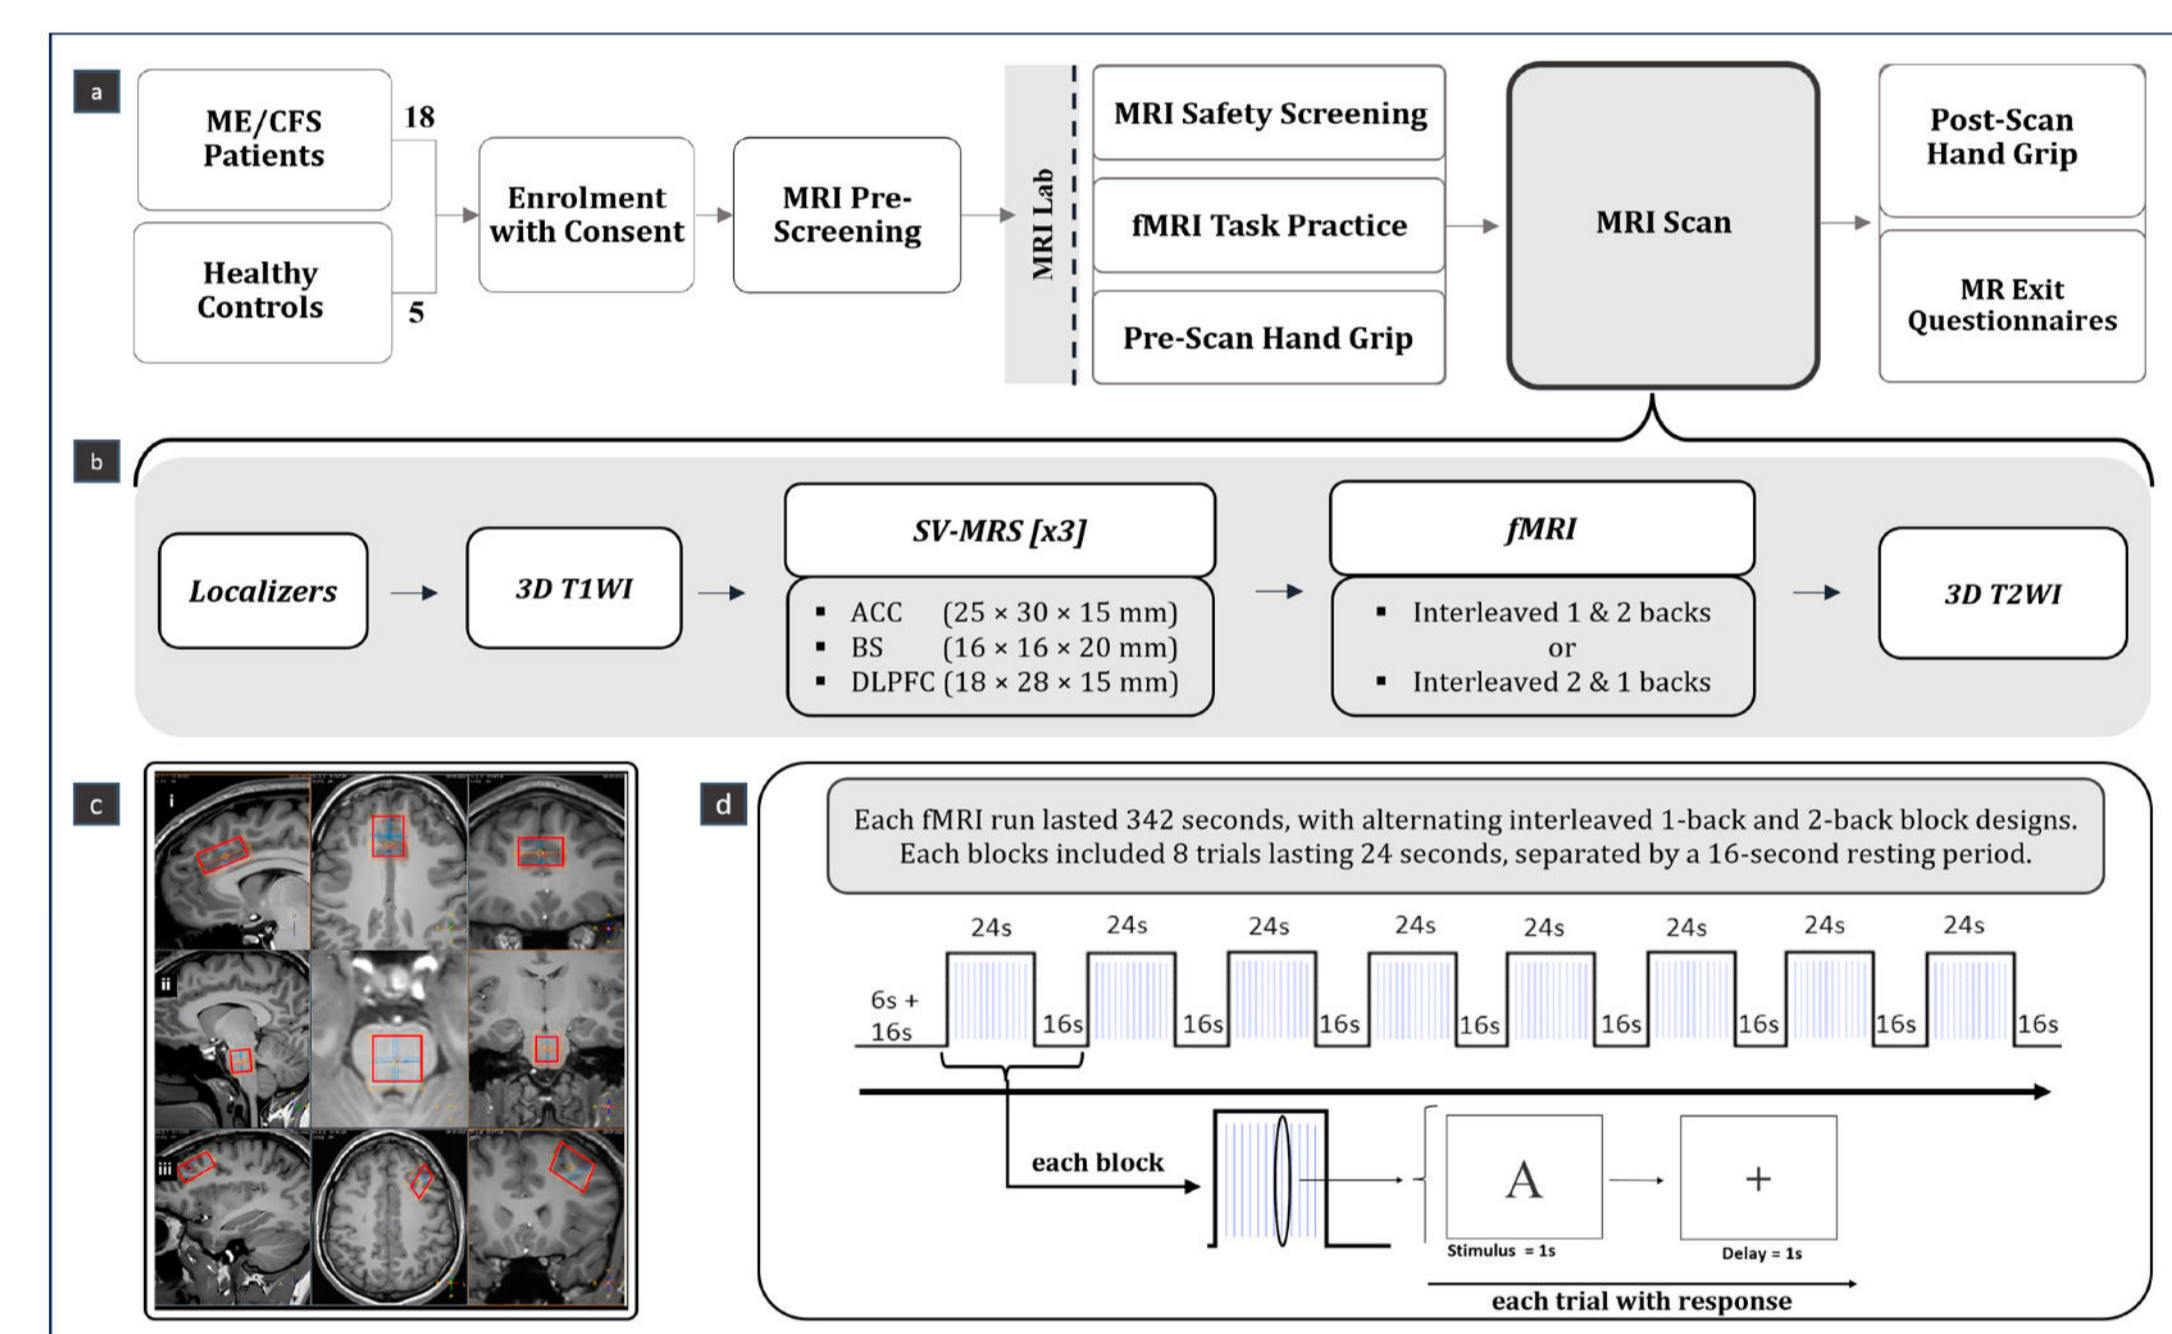 a
ME/CFS
Patients
18
Healthy
Controls
5
Enrolment
with Consent
MRI Pre-
Screening
MRI Lab
MRI Safety Screening
fMRI Task Practice
Pre-Scan Hand Grip
MRI Scan
Post-Scan
Hand Grip
MR Exit
Questionnaires
b
Localizers
3D T1WI
SV-MRS [x3]
▪ ACC (25 × 30 × 15 mm)
▪ BS (16 × 16 × 20 mm)
▪ DLPFC (18 × 28 × 15 mm)
fMRI
▪ Interleaved 1 & 2 backs
or
▪ Interleaved 2 & 1 backs
3D T2WI
c
i
ii
iii
d
Each fMRI run lasted 342 seconds, with alternating interleaved 1-back and 2-back block designs.
Each blocks included 8 trials lasting 24 seconds, separated by a 16-second resting period.
24s 24s 24s 24s 24s 24s 24s 24s
6s +
16s
16s 16s 16s 16s 16s 16s 16s 16s
each block
A
+
Stimulus = 1s
Delay = 1s
each trial with response